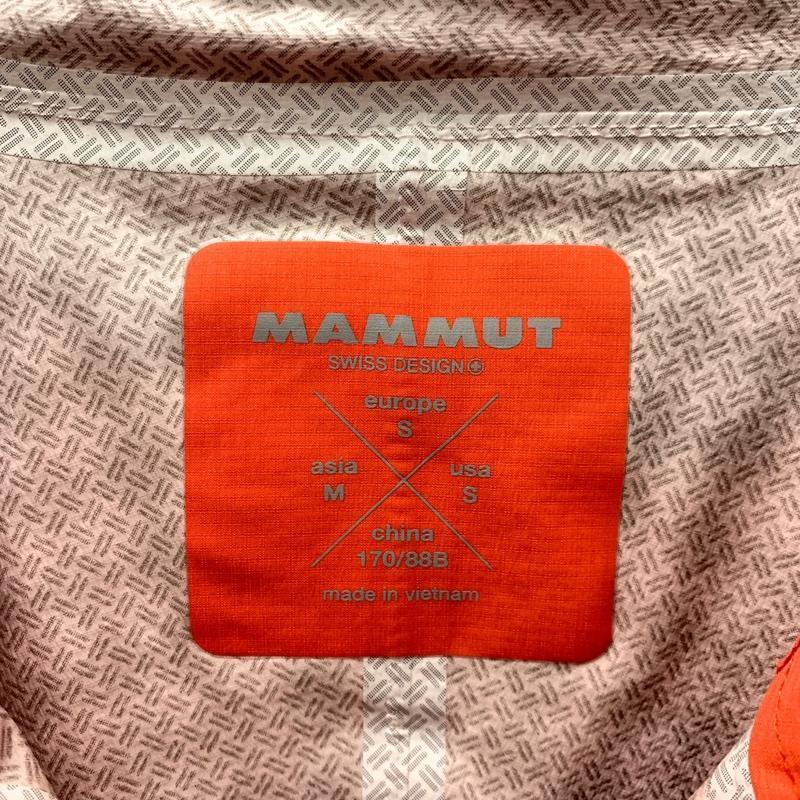 MAMMUT
SWISS DESIGN
europe
S
asia usa
M S
china
170/88B
made in vietnam